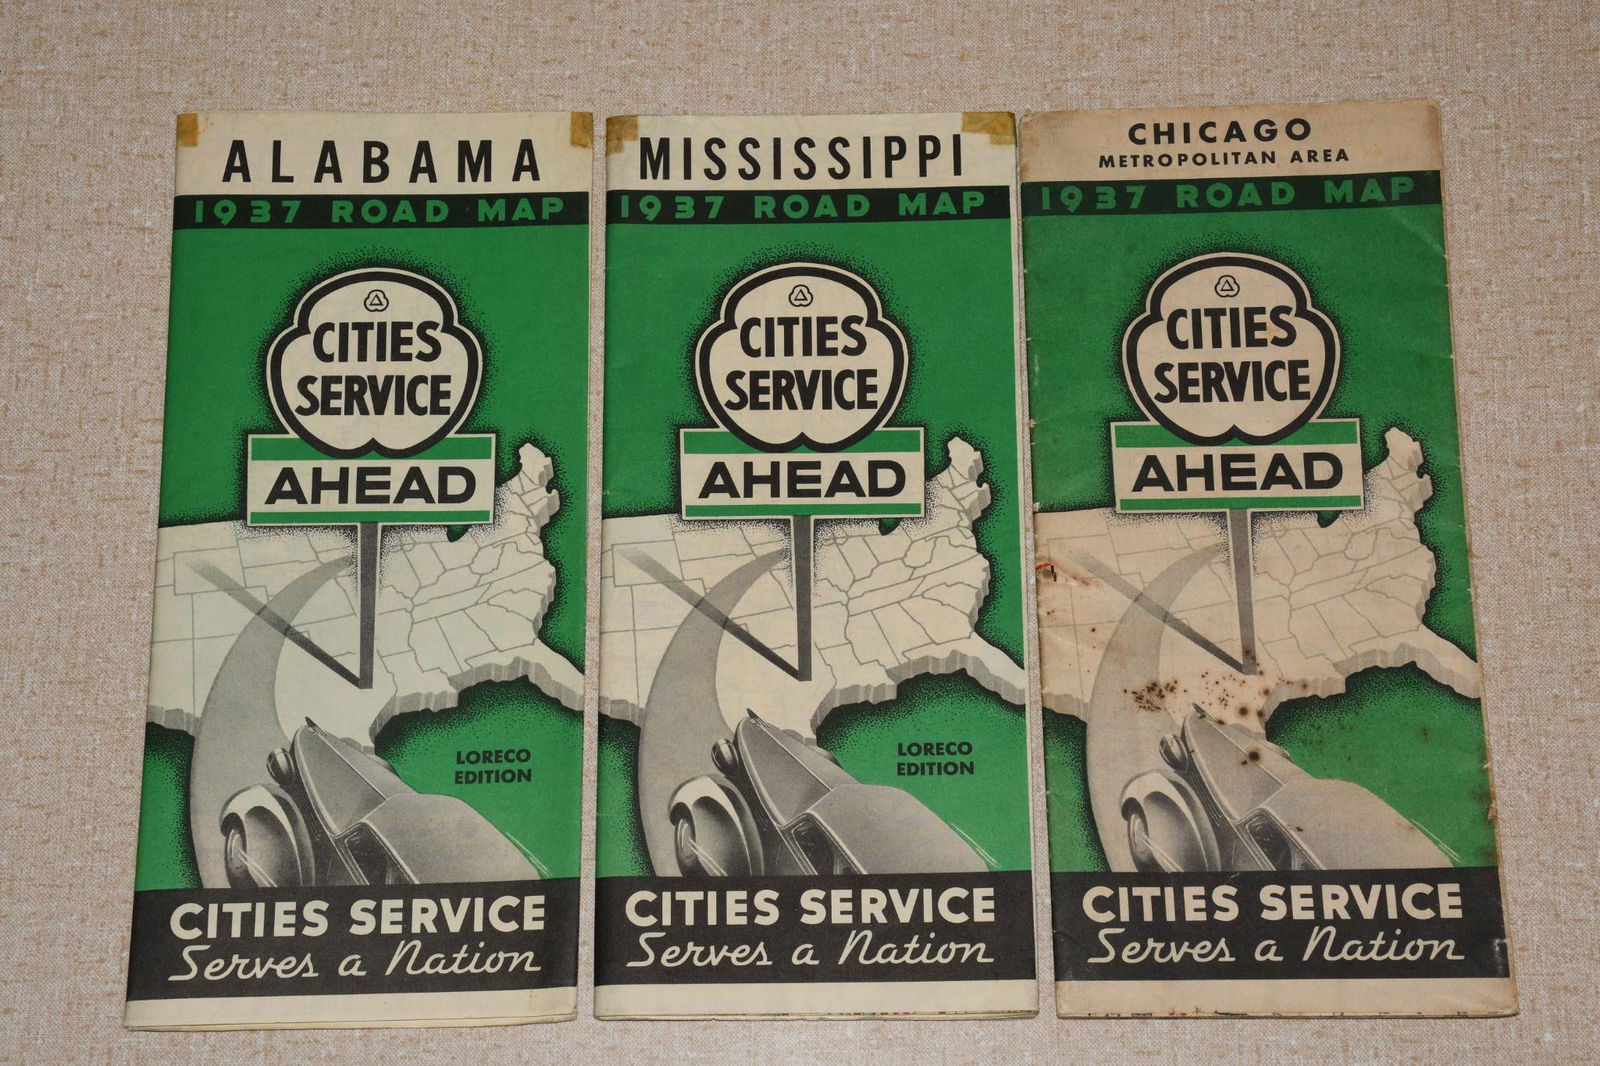 ALABAMA
1937 ROAD MAP
CITIES
SERVICE
AHEAD
LORECO
EDITION
CITIES SERVICE
Serves a Nation
MISSISSIPPI
1937 ROAD MAP
CITIES
SERVICE
AHEAD
LORECO
EDITION
CITIES SERVICE
Serves a Nation
CHICAGO
METROPOLITAN AREA
1937 ROAD MAP
CITIES
SERVICE
AHEAD
CITIES SERVICE
Serves a Nation